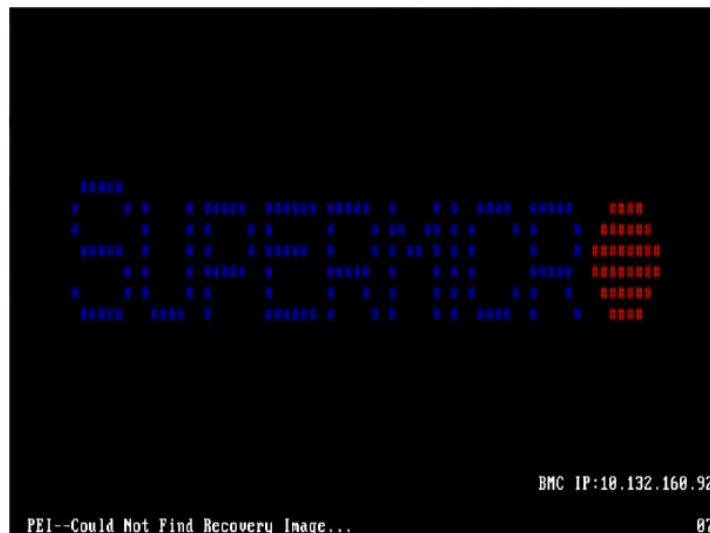 SUPERMICRO
BMC IP:10.132.160.92
PEI--Could Not Find Recovery Image...